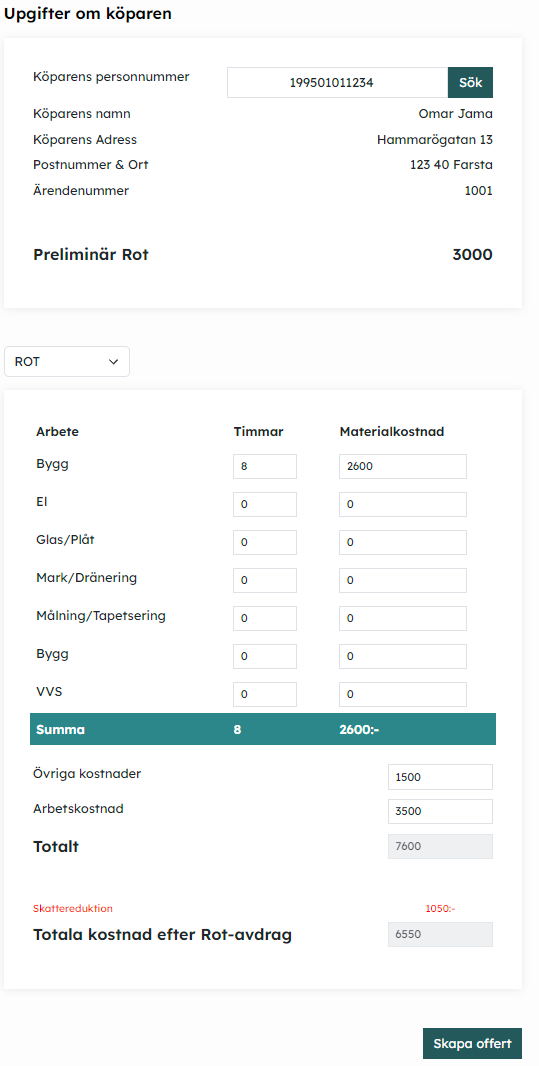 Upgifter om köparen
Köparens personnummer 199501011234 Sök
Köparens namn Omar Jama
Köparens Adress Hammarögatan 13
Postnummer & Ort 123 40 Farsta
Ärendenummer 1001
Preliminär Rot 3000
ROT
Arbete Timmar Materialkostnad
Bygg 8 2600
El 0 0
Glas/Plåt 0 0
Mark/Dränering 0 0
Målning/Tapetsering 0 0
Bygg 0 0
VVS 0 0
Summa 8 2600:-
Övriga kostnader 1500
Arbetskostnad 3500
Totalt 7600
Skattereduktion 1050:-
Totala kostnad efter Rot-avdrag 6550
Skapa offert